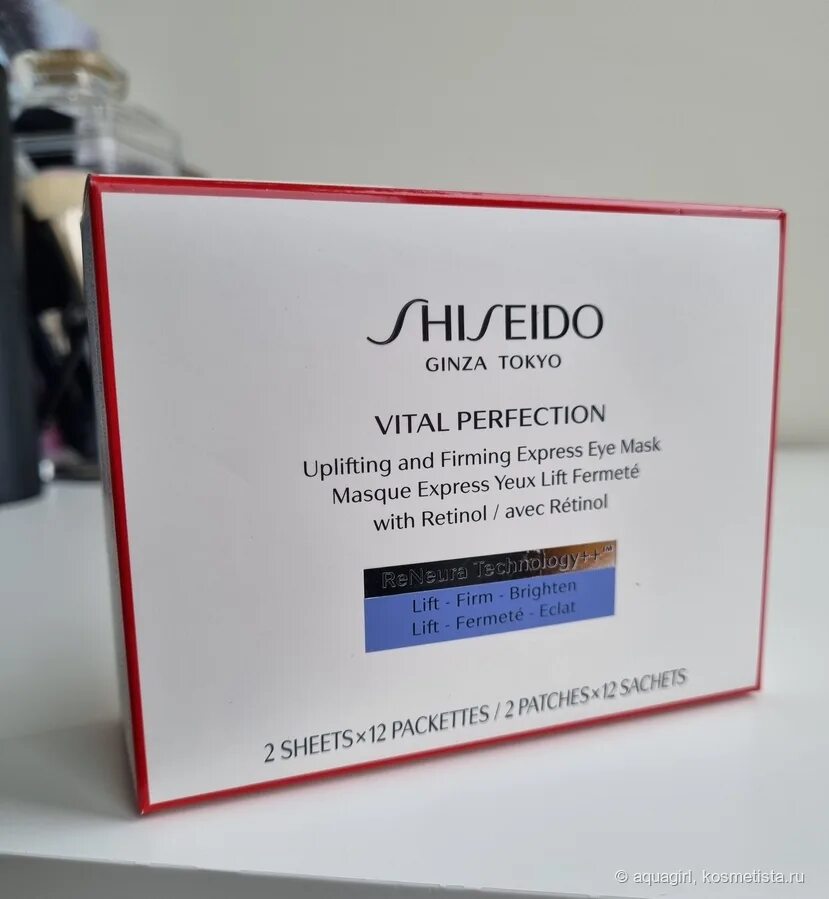 SHISEIDO
GINZA TOKYO
VITAL PERFECTION
Uplifting and Firming Express Eye Mask
Masque Express Yeux Lift Fermeté
with Retinol / avec Rétinol
ReNeura Technology++™
Lift - Firm - Brighten
Lift - Fermeté - Eclat
2 SHEETS×12 PACKETTES / 2 PATCHES×12 SACHETS
© aquagirl, kosmetista.ru